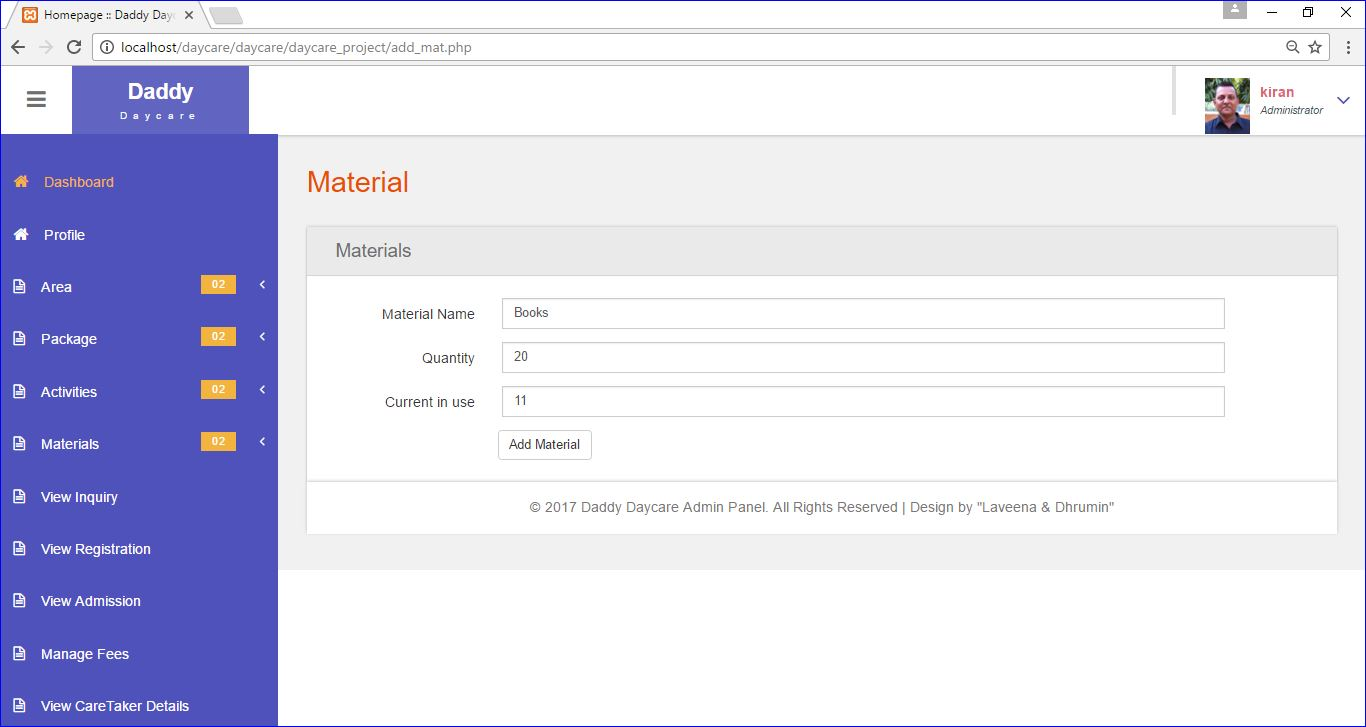 Homepage :: Daddy Dayc
localhost/daycare/daycare/daycare_project/add_mat.php
Daddy
Daycare
kiran
Administrator
Dashboard
Profile
Area 02
Package 02
Activities 02
Materials 02
View Inquiry
View Registration
View Admission
Manage Fees
View CareTaker Details
Material
Materials
Material Name Books
Quantity 20
Current in use 11
Add Material
© 2017 Daddy Daycare Admin Panel. All Rights Reserved | Design by "Laveena & Dhrumin"